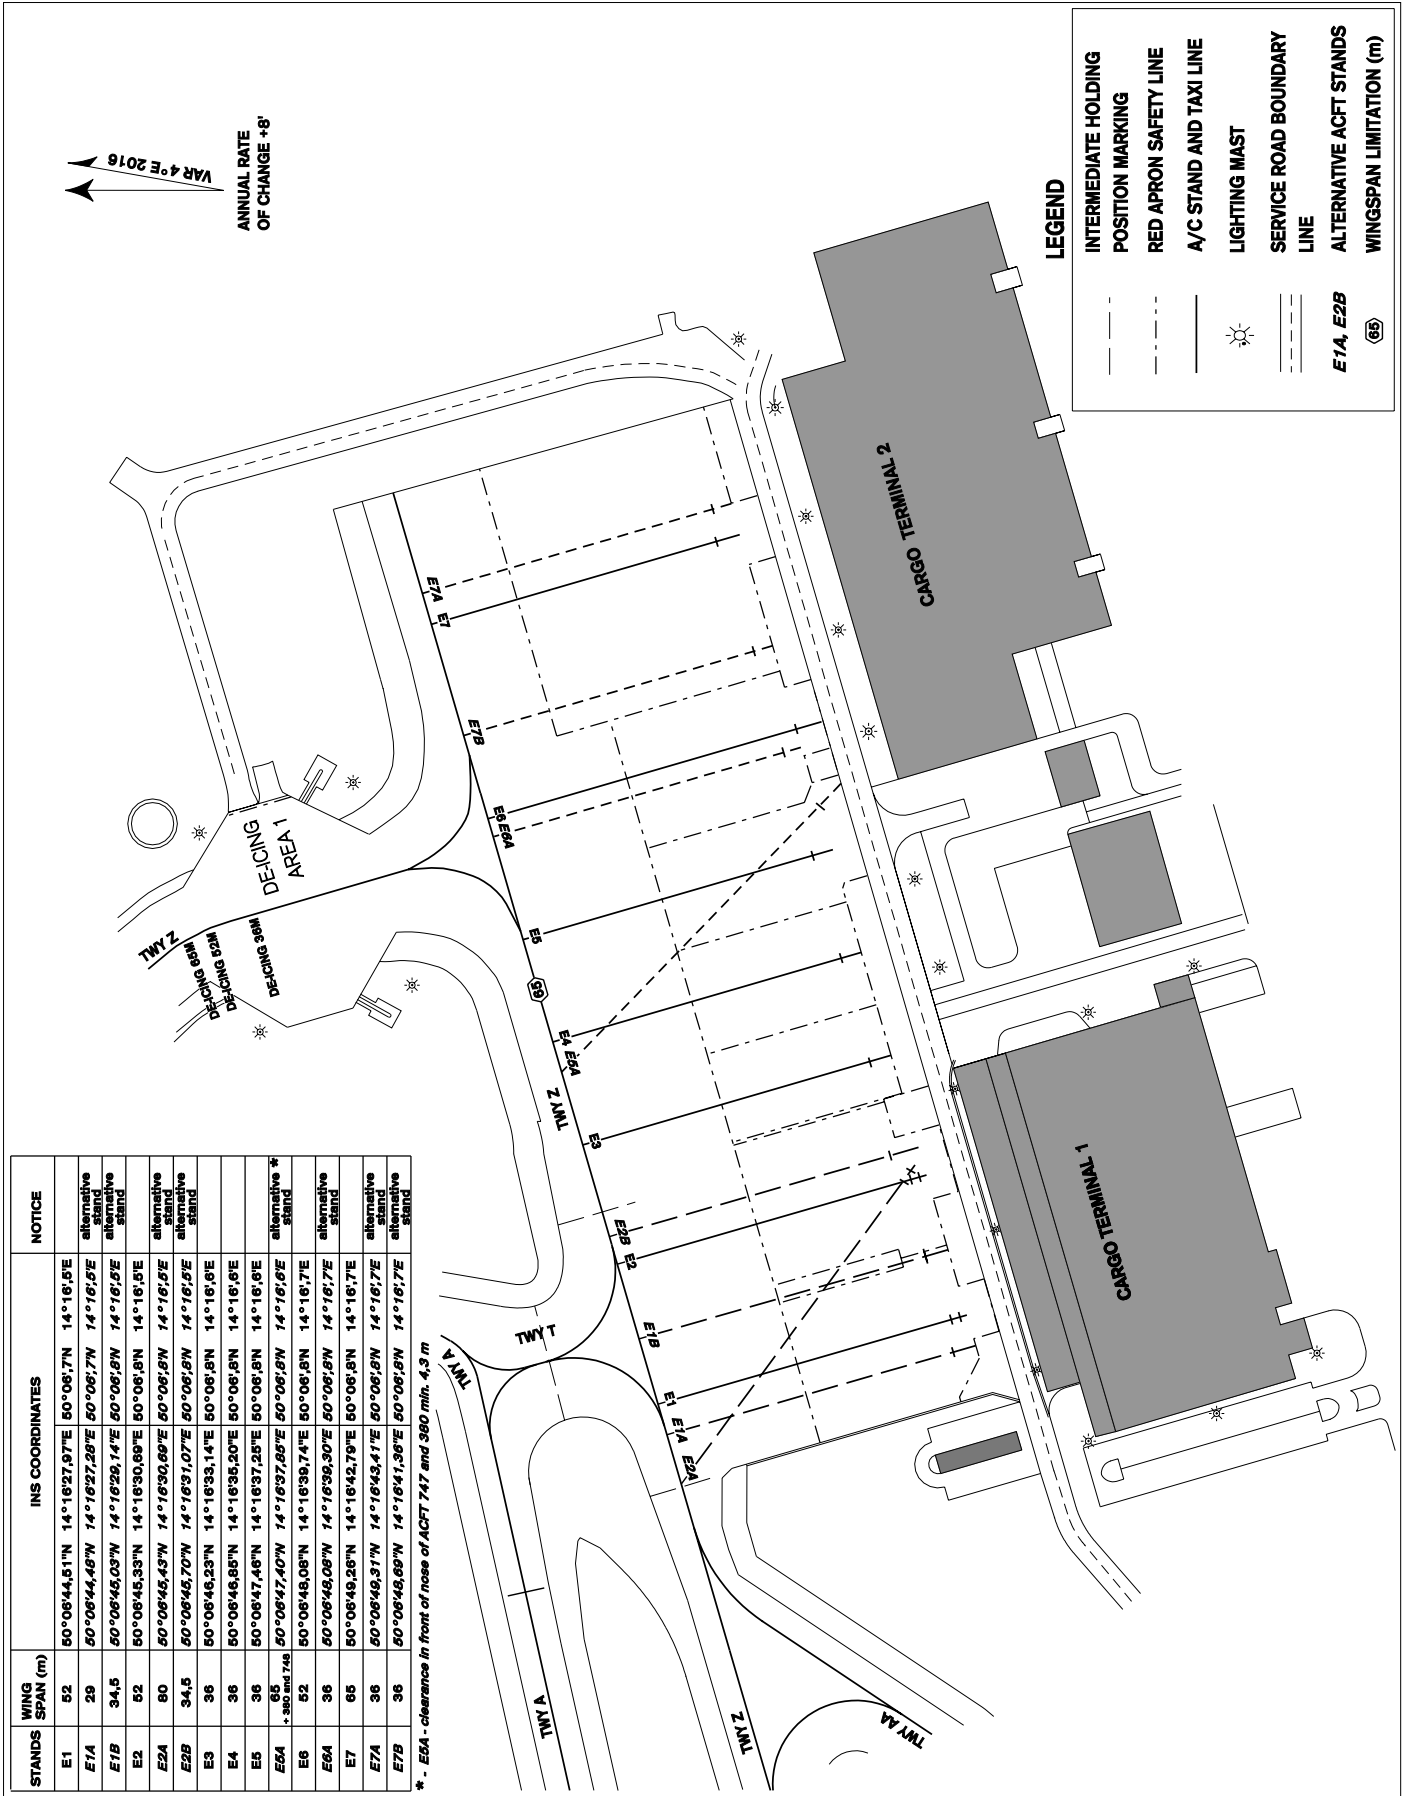 STANDS WING SPAN (m) INS COORDINATES NOTICE
E1 52 50°06'44,51"N 14°16'27,97"E 50°06',7N 14°16',5'E
E1A 29 50°06'44,48"N 14°16'27,28"E 50°06',7N 14°16',5'E alternative stand
E1B 34,5 50°06'45,03"N 14°16'29,14"E 50°06',8N 14°16',5'E alternative stand
E2 52 50°06'45,33"N 14°16'30,69"E 50°06',8N 14°16',5'E
E2A 80 50°06'45,43"N 14°16'30,69"E 50°06',8N 14°16',5'E alternative stand
E2B 34,5 50°06'45,70"N 14°16'31,07"E 50°06',8N 14°16',5'E alternative stand
E3 36 50°06'46,23"N 14°16'33,14"E 50°06',8N 14°16',6'E
E4 36 50°06'46,85"N 14°16'35,20"E 50°06',8N 14°16',6'E
E5 36 50°06'47,46"N 14°16'37,25"E 50°06',8N 14°16',6'E
E5A 65 + 380 and 748 50°06'47,40"N 14°16'37,85"E 50°06',8N 14°16',6'E alternative * stand
E6 52 50°06'48,08"N 14°16'39,74"E 50°06',8N 14°16',7'E
E6A 36 50°06'48,08"N 14°16'39,30"E 50°06',8N 14°16',7'E alternative stand
E7 65 50°06'49,26"N 14°16'42,79"E 50°06',8N 14°16',7'E
E7A 36 50°06'49,31"N 14°16'43,41"E 50°06',8N 14°16',7'E alternative stand
E7B 36 50°06'48,69"N 14°16'41,36"E 50°06',8N 14°16',7'E alternative stand
* - E5A - clearance in front of nose of ACFT 747 and 380 min. 4,3 m
VAR 4°E 2016
ANNUAL RATE
OF CHANGE +8'
TWY Z
DE-ICING 65M
DE-ICING 52M
DE-ICING 36M
DE-ICING
AREA 1
TWY A
TWY A
TWY T
TWY Z
TWY Z
TWY AA
65
E2A
E1A
E1
E1B
E2
E2B
E3
E5A
E4
E5
E6A
E6
E7B
E7
E7A
CARGO TERMINAL 1
CARGO TERMINAL 2
LEGEND
INTERMEDIATE HOLDING
POSITION MARKING
RED APRON SAFETY LINE
A/C STAND AND TAXI LINE
LIGHTING MAST
SERVICE ROAD BOUNDARY
LINE
E1A, E2B ALTERNATIVE ACFT STANDS
65 WINGSPAN LIMITATION (m)